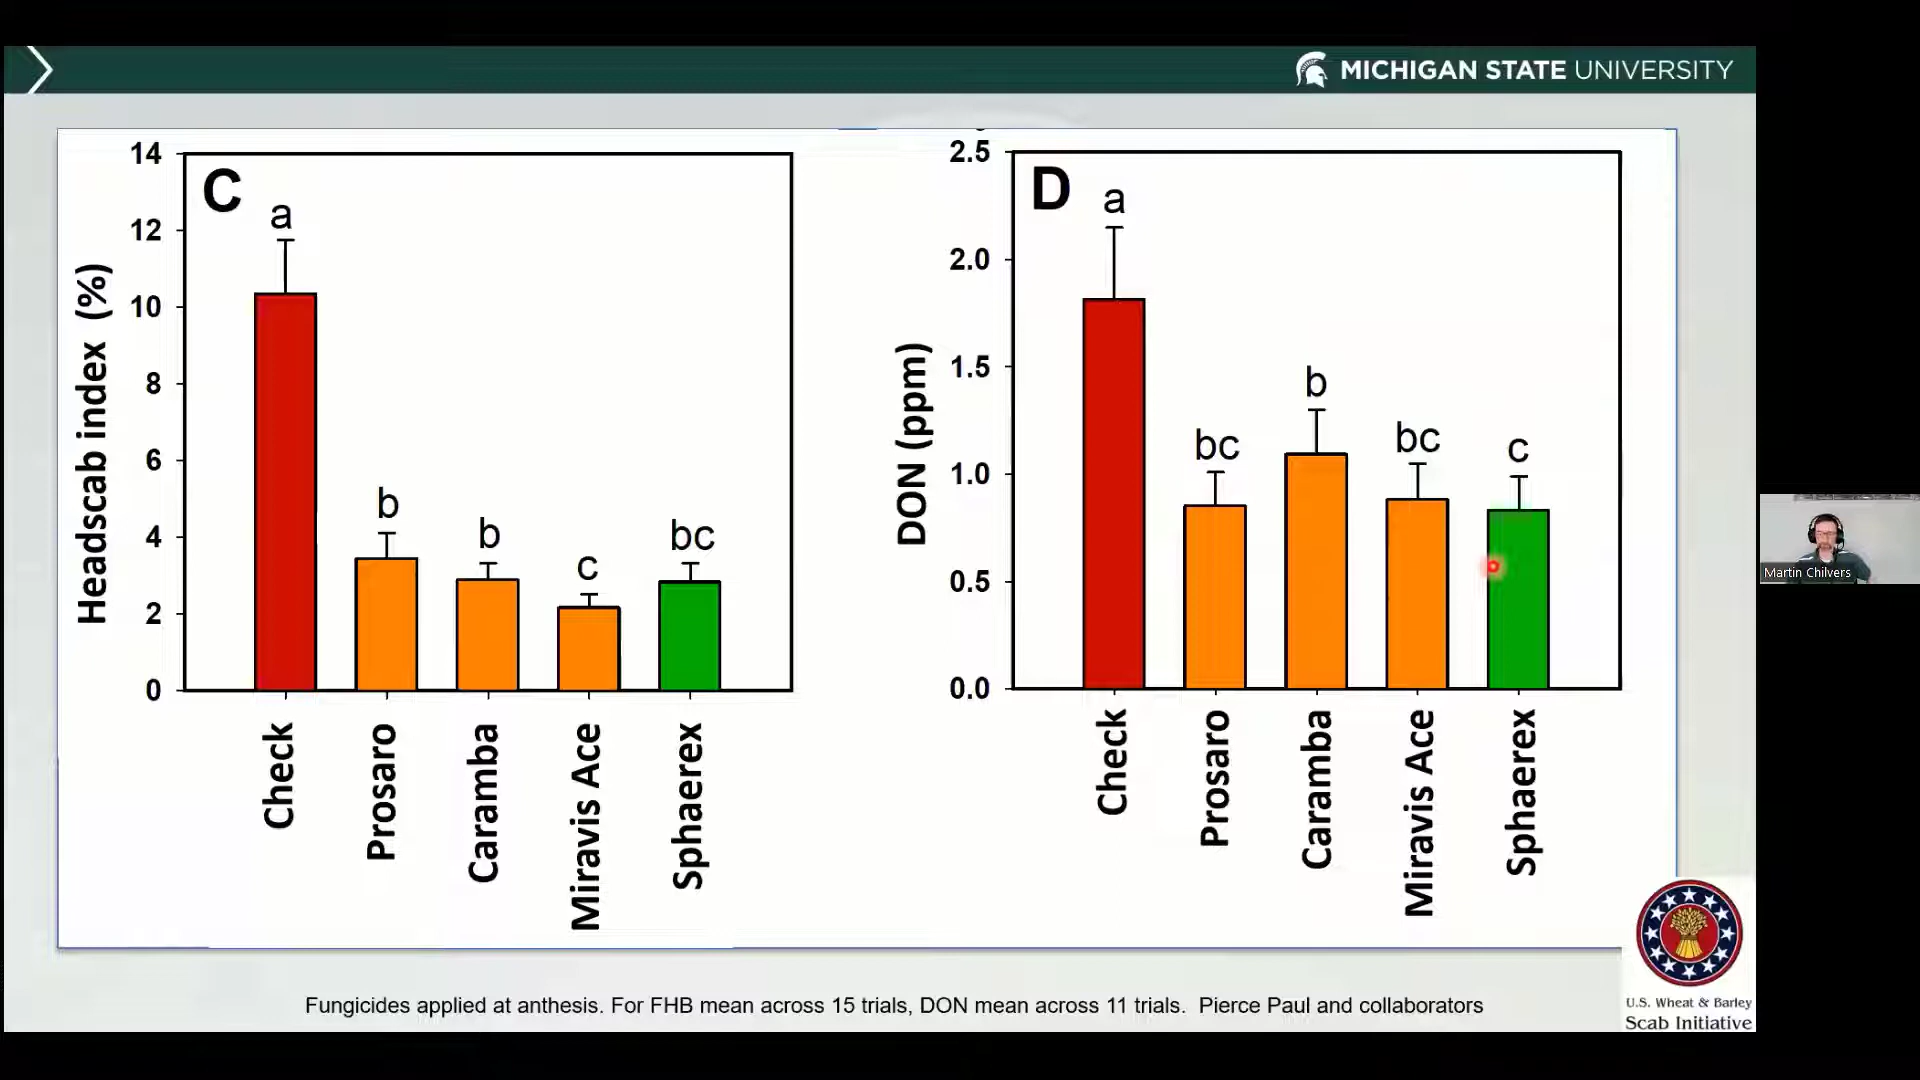 MICHIGAN STATE UNIVERSITY
C
Headscab index (%)
14
12
10
8
6
4
2
0
a
b
b
c
bc
Check
Prosaro
Caramba
Miravis Ace
Sphaerex
D
DON (ppm)
2.5
2.0
1.5
1.0
0.5
0.0
a
bc
b
bc
c
Check
Prosaro
Caramba
Miravis Ace
Sphaerex
Martin Chilvers
Fungicides applied at anthesis. For FHB mean across 15 trials, DON mean across 11 trials. Pierce Paul and collaborators
U.S. Wheat & Barley
Scab Initiative